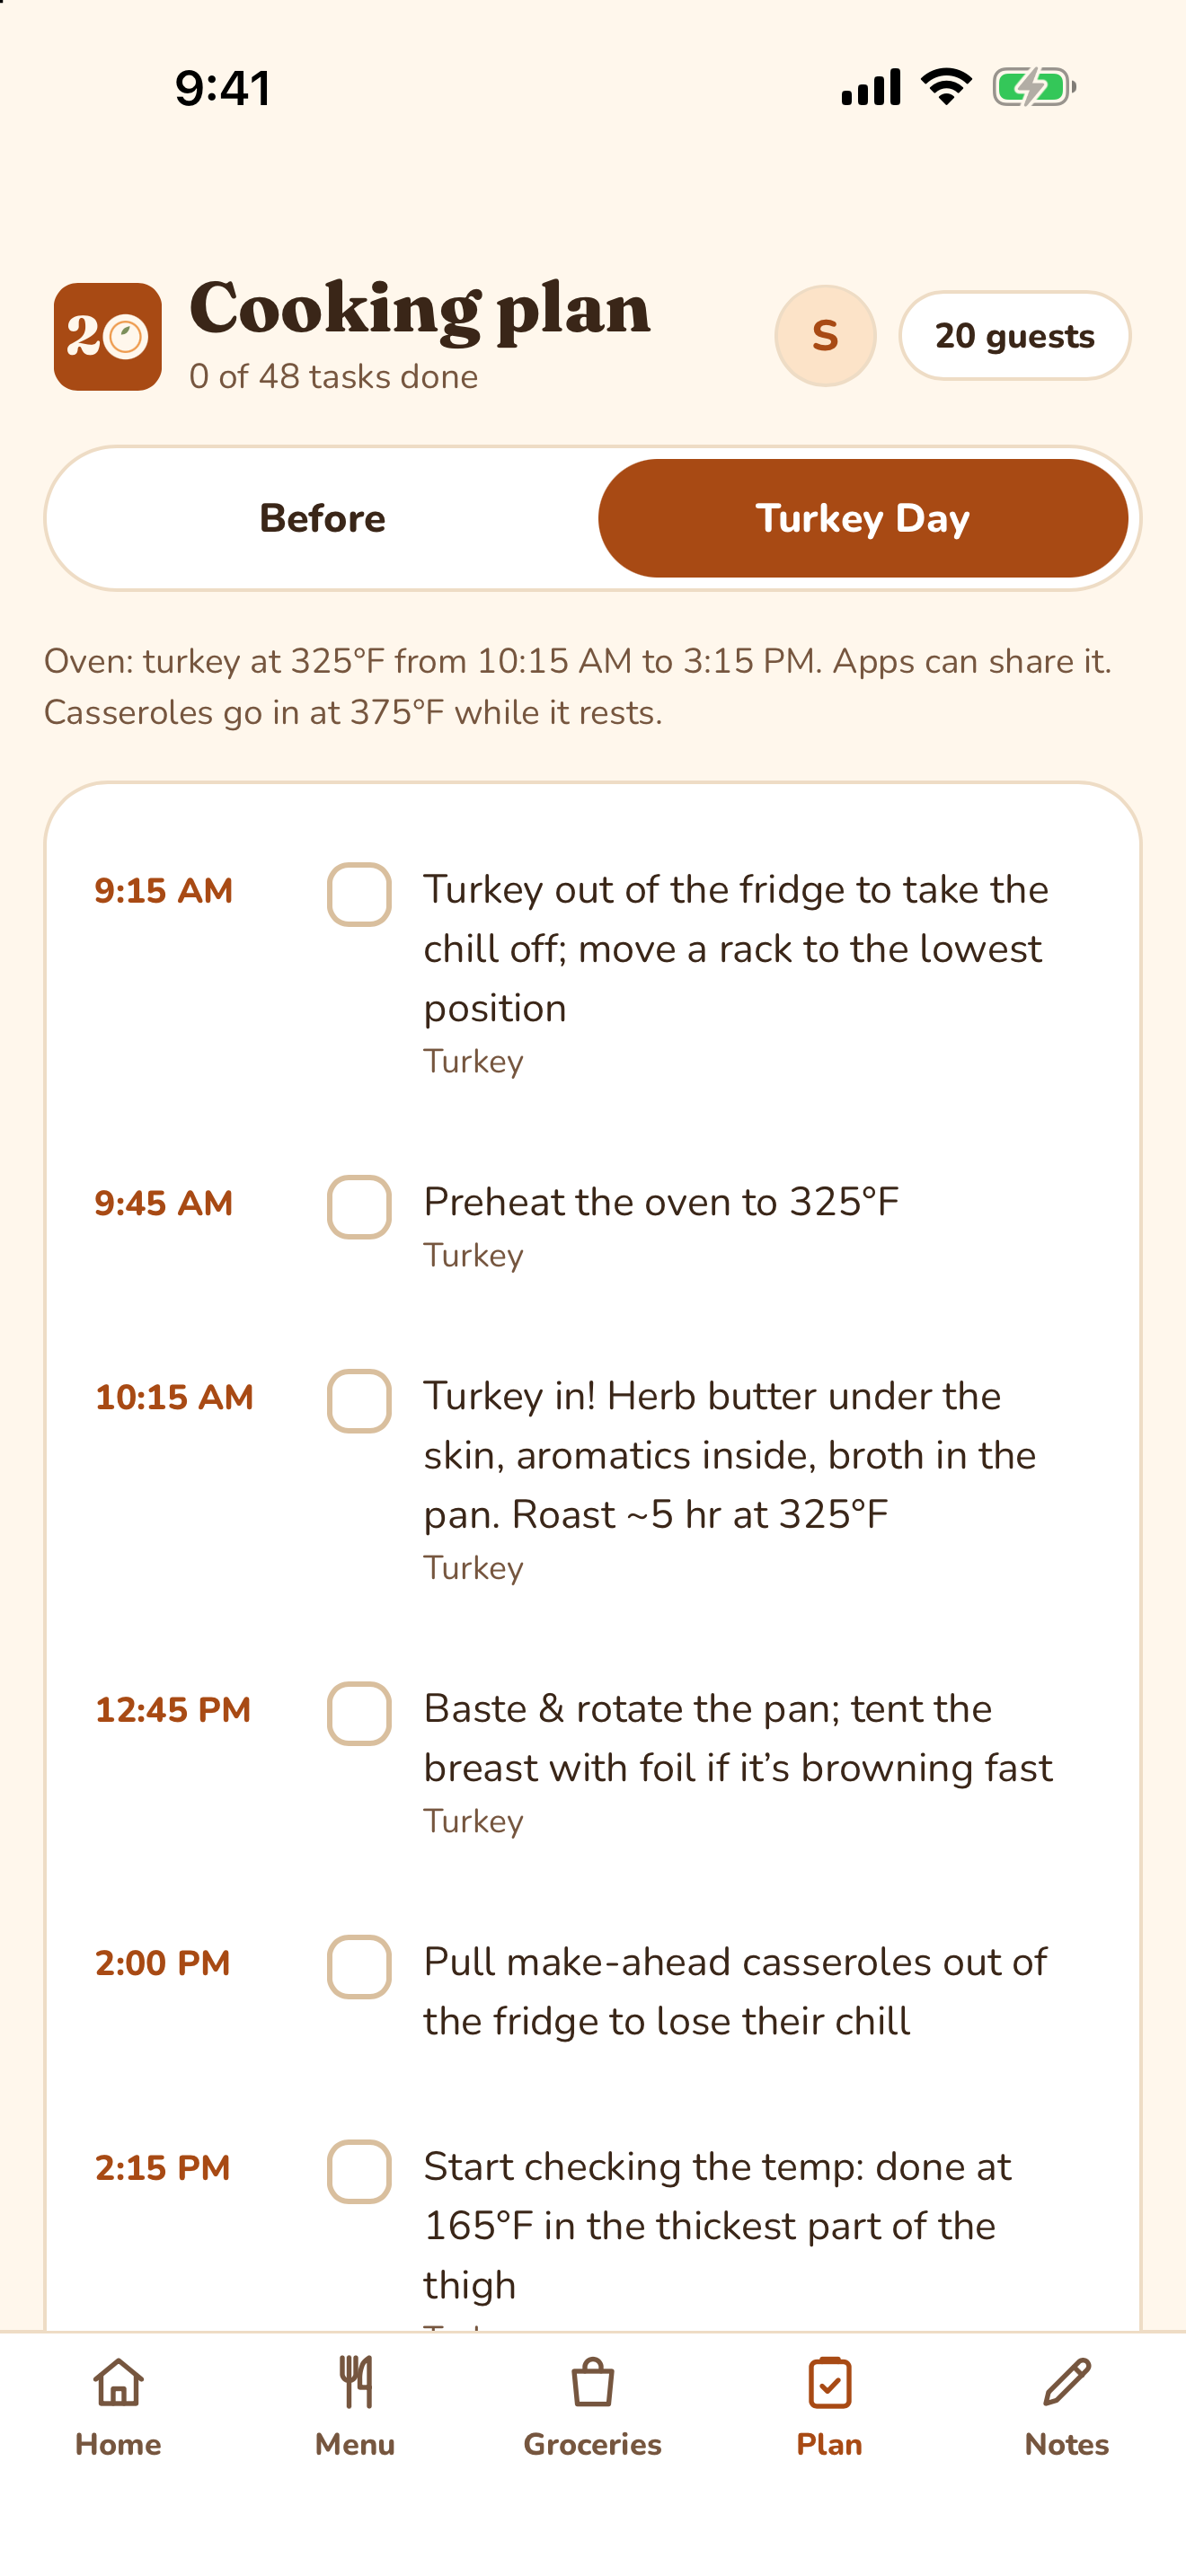 9:41
20
Cooking plan
0 of 48 tasks done
S
20 guests
Before
Turkey Day
Oven: turkey at 325°F from 10:15 AM to 3:15 PM. Apps can share it.
Casseroles go in at 375°F while it rests.
9:15 AM
Turkey out of the fridge to take the
chill off; move a rack to the lowest
position
Turkey
9:45 AM
Preheat the oven to 325°F
Turkey
10:15 AM
Turkey in! Herb butter under the
skin, aromatics inside, broth in the
pan. Roast ~5 hr at 325°F
Turkey
12:45 PM
Baste & rotate the pan; tent the
breast with foil if it’s browning fast
Turkey
2:00 PM
Pull make-ahead casseroles out of
the fridge to lose their chill
2:15 PM
Start checking the temp: done at
165°F in the thickest part of the
thigh
Home
Menu
Groceries
Plan
Notes